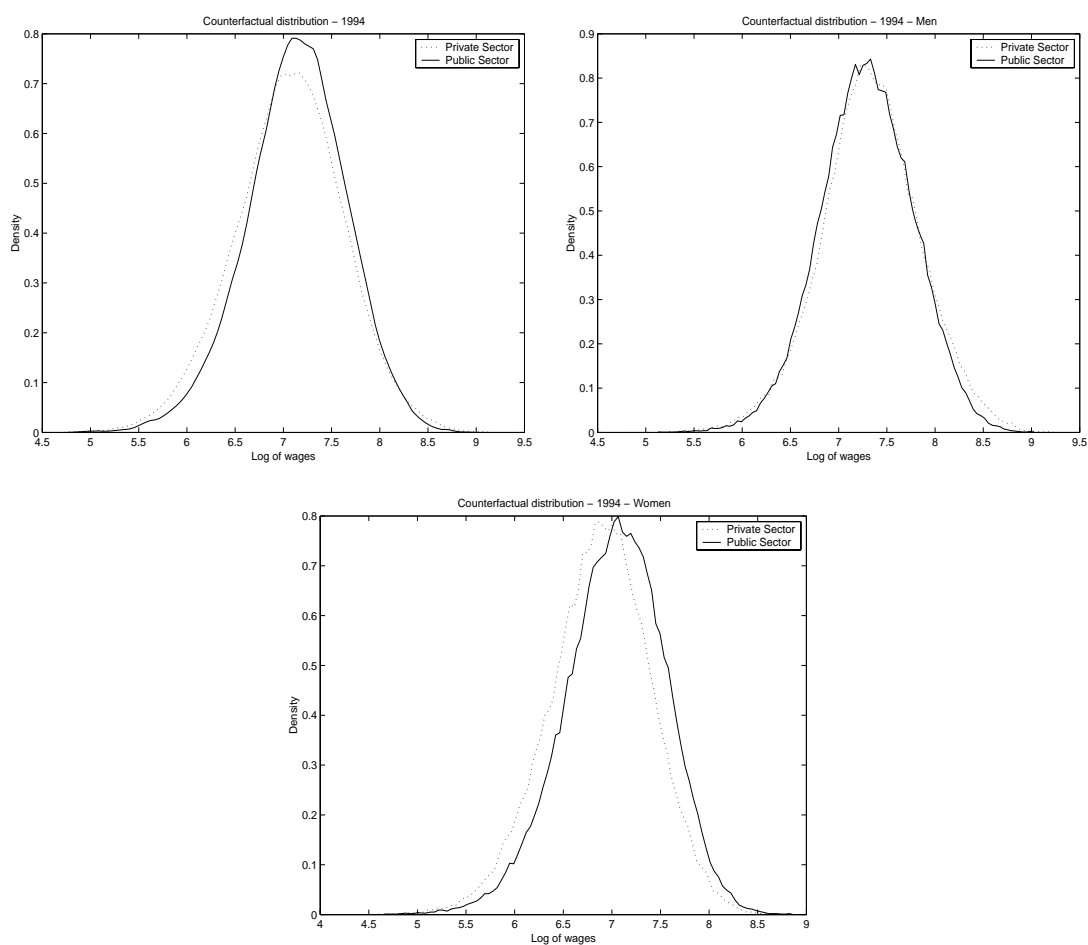 Counterfactual distribution – 1994
0.8
0.7
0.6
0.5
0.4
0.3
0.2
0.1
0
Density
Private Sector
Public Sector
4.5 5 5.5 6 6.5 7 7.5 8 8.5 9 9.5
Log of wages
Counterfactual distribution – 1994 – Men
0.9
0.8
0.7
0.6
0.5
0.4
0.3
0.2
0.1
0
Density
Private Sector
Public Sector
4.5 5 5.5 6 6.5 7 7.5 8 8.5 9 9.5
Log of wages
Counterfactual distribution – 1994 – Women
0.8
0.7
0.6
0.5
0.4
0.3
0.2
0.1
0
Density
Private Sector
Public Sector
4 4.5 5 5.5 6 6.5 7 7.5 8 8.5 9
Log of wages